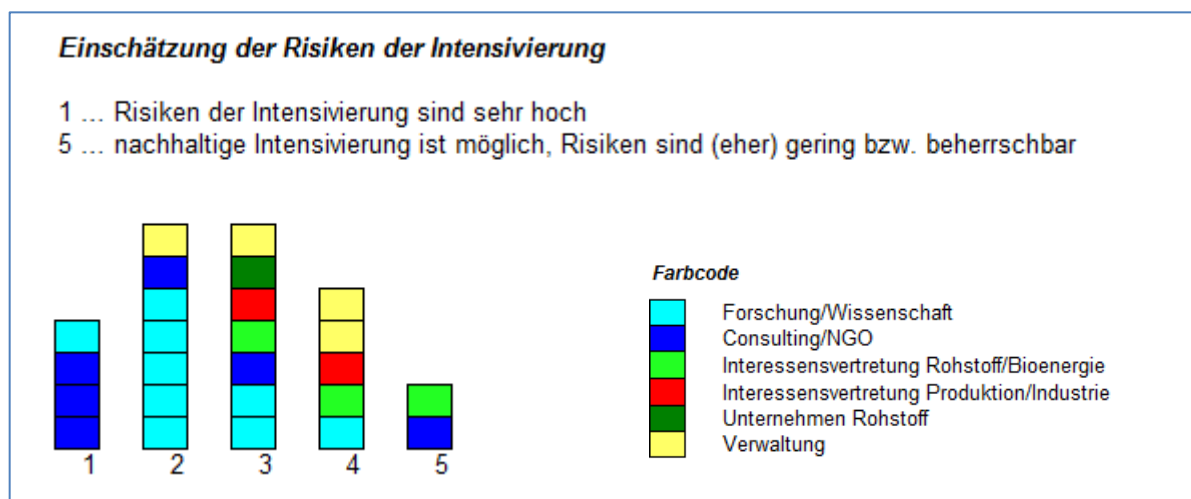 Einschätzung der Risiken der Intensivierung
1 ... Risiken der Intensivierung sind sehr hoch
5 ... nachhaltige Intensivierung ist möglich, Risiken sind (eher) gering bzw. beherrschbar
Farbcode
Forschung/Wissenschaft
Consulting/NGO
Interessensvertretung Rohstoff/Bioenergie
Interessensvertretung Produktion/Industrie
Unternehmen Rohstoff
Verwaltung
1 2 3 4 5